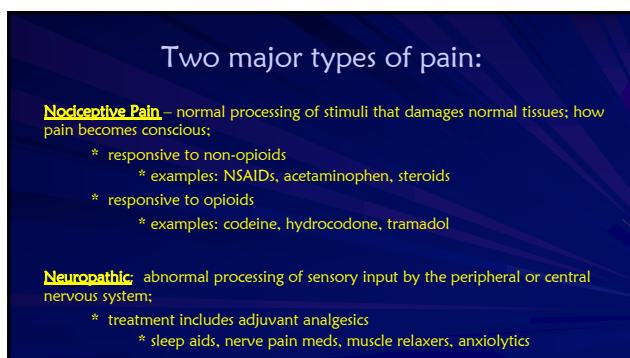 Two major types of pain:
Nociceptive Pain – normal processing of stimuli that damages normal tissues; how
pain becomes conscious;
* responsive to non-opioids
* examples: NSAIDs, acetaminophen, steroids
* responsive to opioids
* examples: codeine, hydrocodone, tramadol
Neuropathic: abnormal processing of sensory input by the peripheral or central
nervous system;
* treatment includes adjuvant analgesics
* sleep aids, nerve pain meds, muscle relaxers, anxiolytics